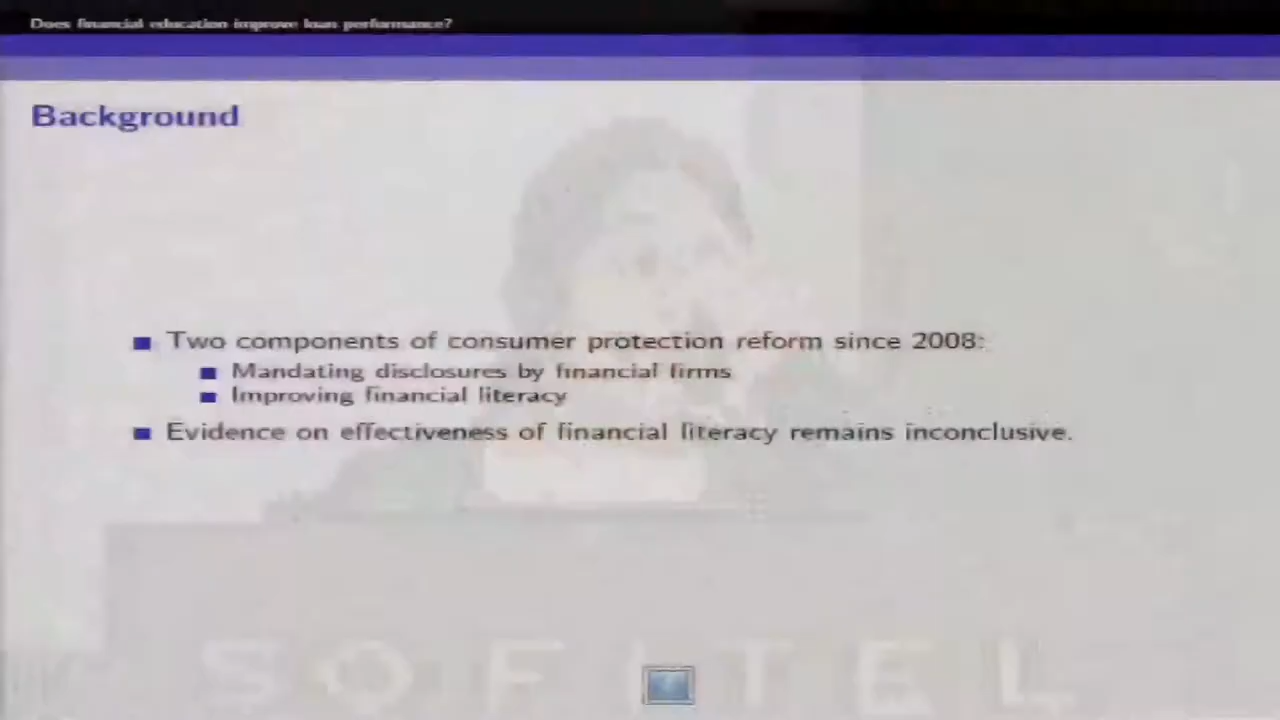 Does financial education improve loan performance?
Background
Two components of consumer protection reform since 2008:
Mandating disclosures by financial firms
Improving financial literacy
Evidence on effectiveness of financial literacy remains inconclusive.
SOFITEL